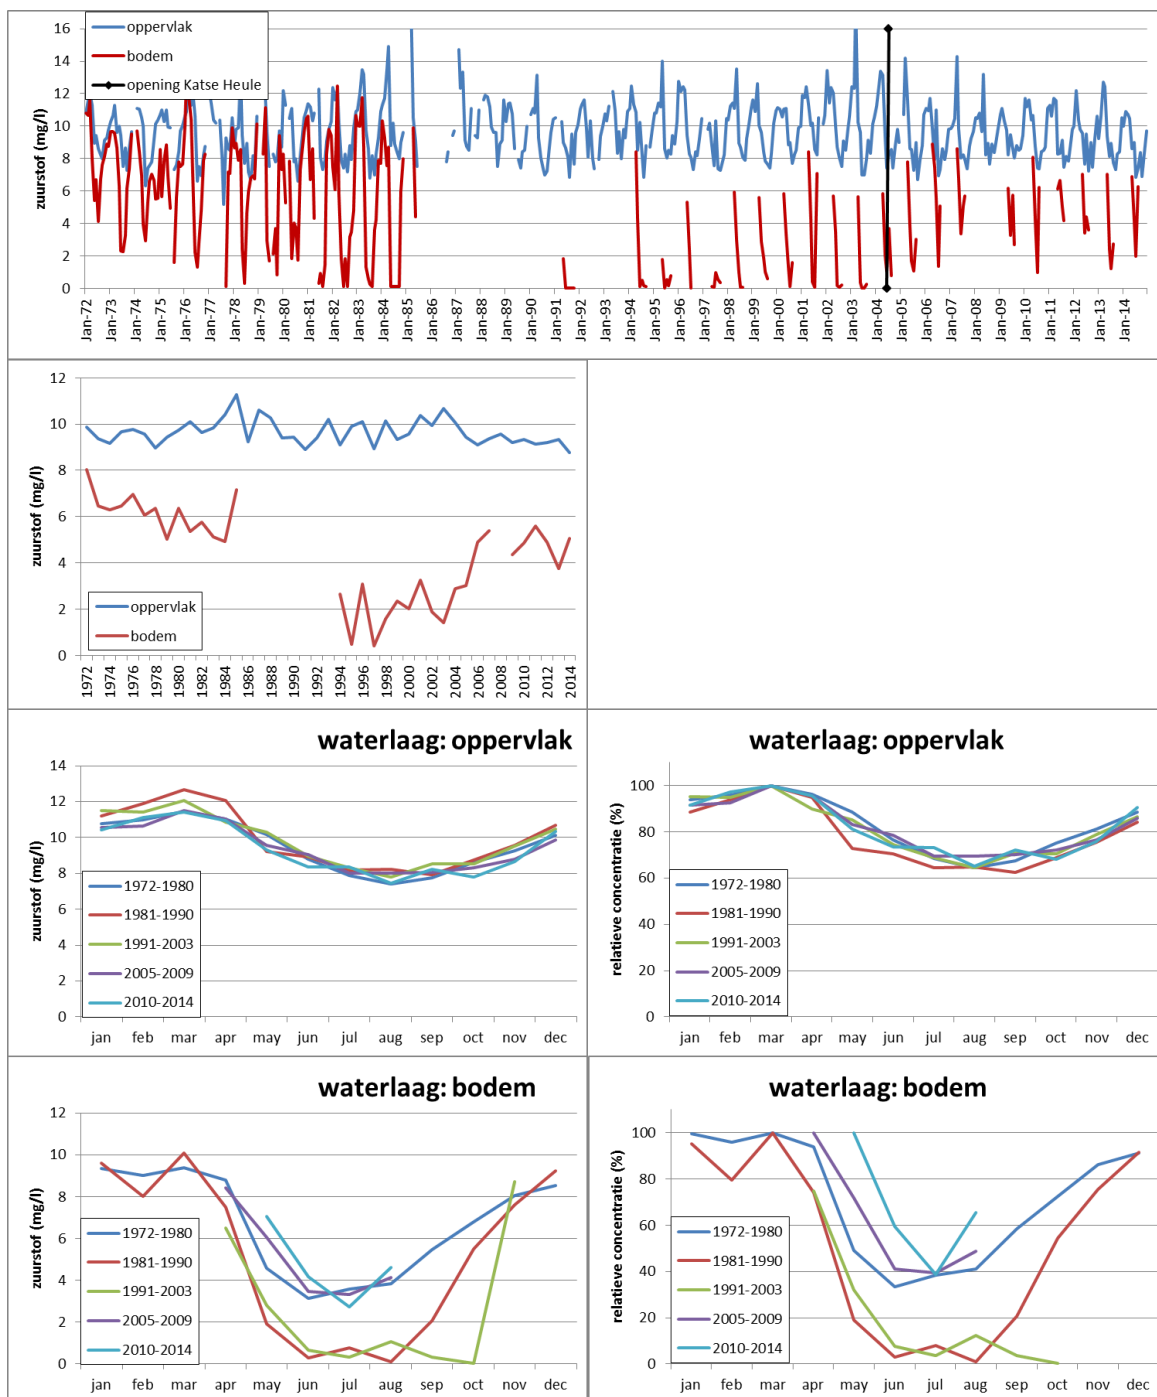 16
14
12
10
8
6
4
2
0
zuurstof (mg/l)
oppervlak
bodem
opening Katse Heule
Jan-72
Jan-73
Jan-74
Jan-75
Jan-76
Jan-77
Jan-78
Jan-79
Jan-80
Jan-81
Jan-82
Jan-83
Jan-84
Jan-85
Jan-86
Jan-87
Jan-88
Jan-89
Jan-90
Jan-91
Jan-92
Jan-93
Jan-94
Jan-95
Jan-96
Jan-97
Jan-98
Jan-99
Jan-00
Jan-01
Jan-02
Jan-03
Jan-04
Jan-05
Jan-06
Jan-07
Jan-08
Jan-09
Jan-10
Jan-11
Jan-12
Jan-13
Jan-14
12
10
8
6
4
2
0
zuurstof (mg/l)
oppervlak
bodem
1972
1974
1976
1978
1980
1982
1984
1986
1988
1990
1992
1994
1996
1998
2000
2002
2004
2006
2008
2010
2012
2014
waterlaag: oppervlak
14
12
10
8
6
4
2
0
zuurstof (mg/l)
1972-1980
1981-1990
1991-2003
2005-2009
2010-2014
jan feb mar apr may jun jul aug sep oct nov dec
waterlaag: oppervlak
100
80
60
40
20
0
relatieve concentratie (%)
1972-1980
1981-1990
1991-2003
2005-2009
2010-2014
jan feb mar apr may jun jul aug sep oct nov dec
waterlaag: bodem
12
10
8
6
4
2
0
zuurstof (mg/l)
1972-1980
1981-1990
1991-2003
2005-2009
2010-2014
jan feb mar apr may jun jul aug sep oct nov dec
waterlaag: bodem
100
80
60
40
20
0
relatieve concentratie (%)
1972-1980
1981-1990
1991-2003
2005-2009
2010-2014
jan feb mar apr may jun jul aug sep oct nov dec